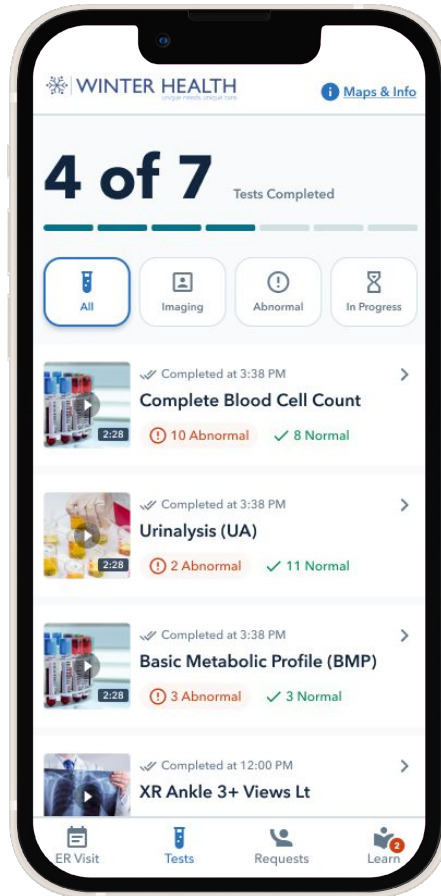 WINTER HEALTH
unique needs unique care
i Maps & Info
4 of 7 Tests Completed
All
Imaging
Abnormal
In Progress
Completed at 3:38 PM
Complete Blood Cell Count
2:28
10 Abnormal
8 Normal
Completed at 3:38 PM
Urinalysis (UA)
2:28
2 Abnormal
11 Normal
Completed at 3:38 PM
Basic Metabolic Profile (BMP)
2:28
3 Abnormal
3 Normal
Completed at 12:00 PM
XR Ankle 3+ Views Lt
ER Visit
Tests
Requests
Learn
2